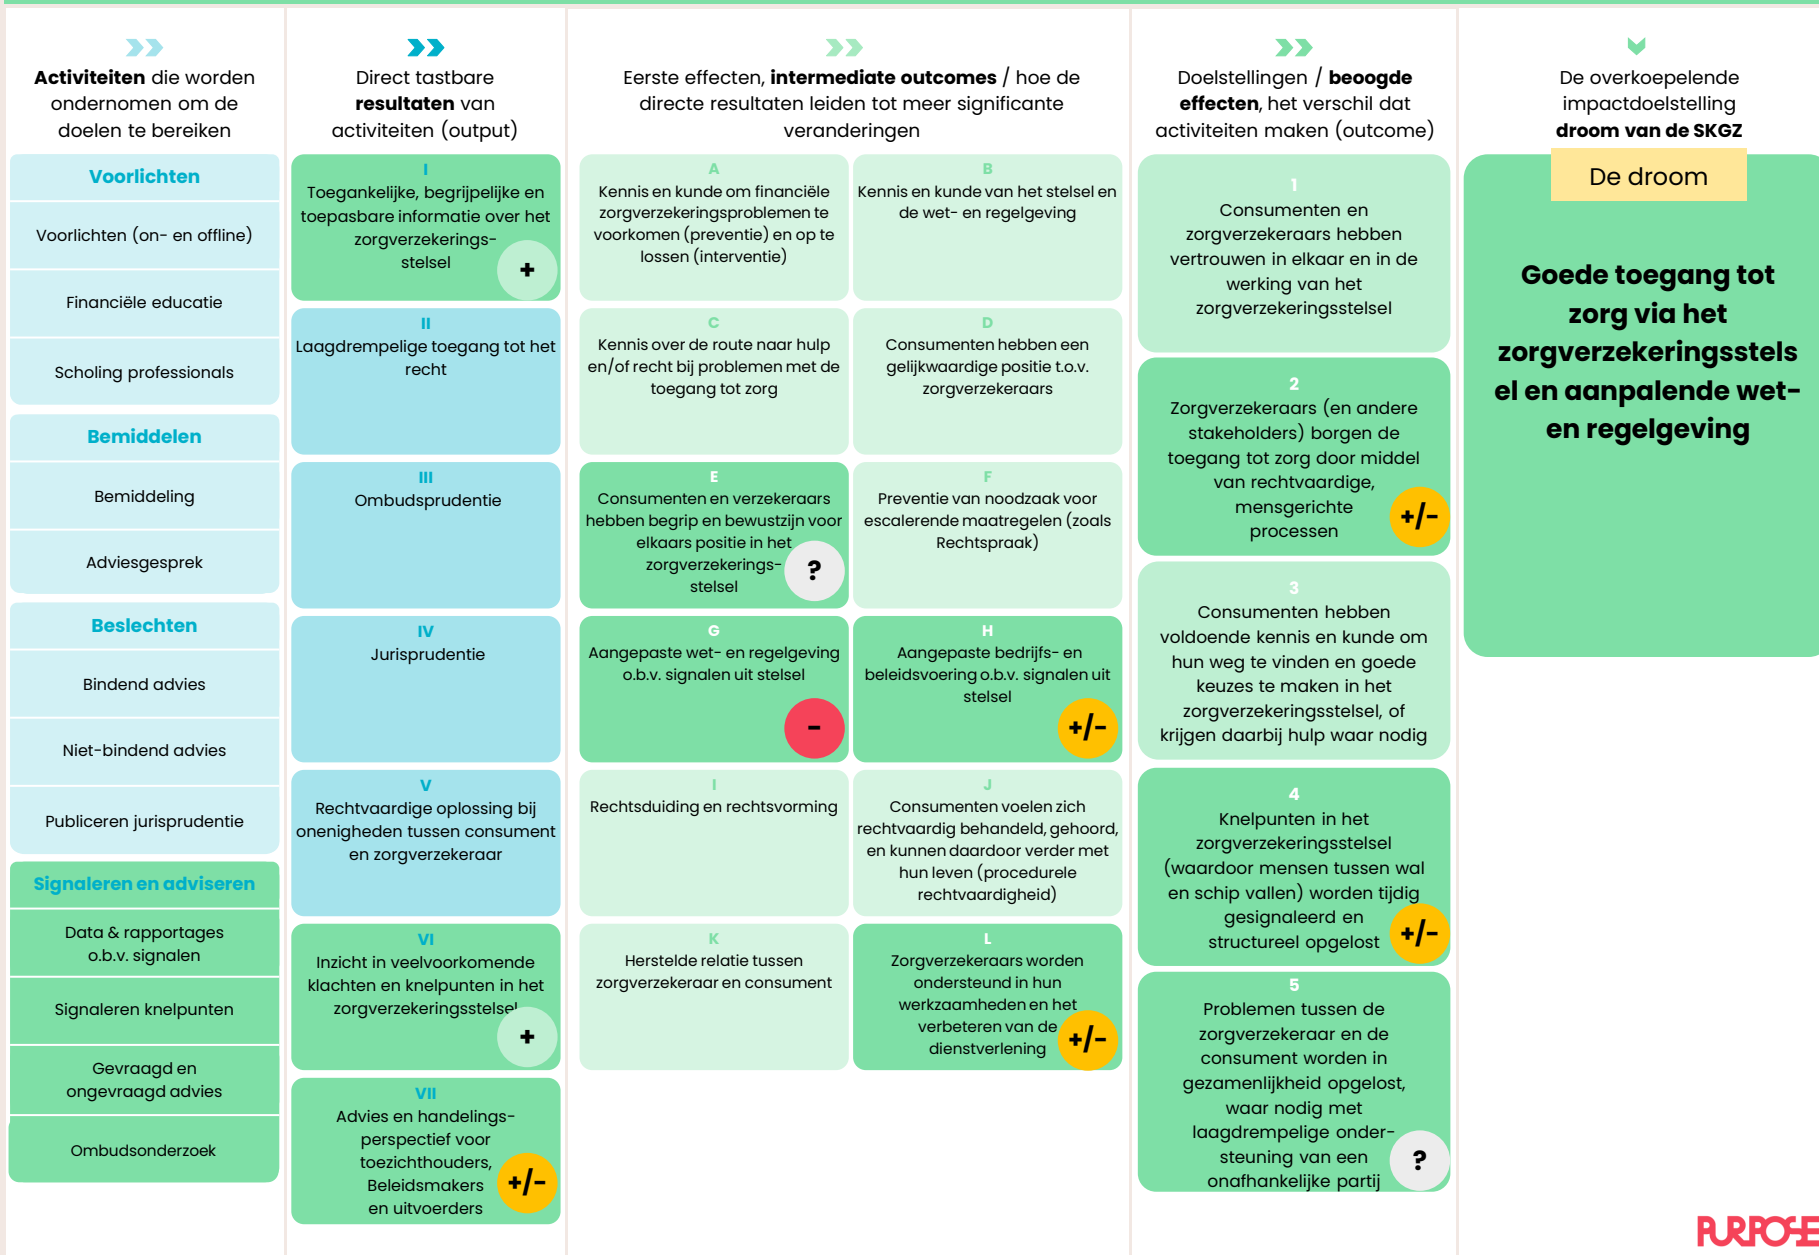 Activiteiten die worden
ondernomen om de
doelen te bereiken
Voorlichten
Voorlichten (on- en offline)
Financiële educatie
Scholing professionals
Bemiddelen
Bemiddeling
Adviesgesprek
Beslechten
Bindend advies
Niet-bindend advies
Publiceren jurisprudentie
Signaleren en adviseren
Data & rapportages
o.b.v. signalen
Signaleren knelpunten
Gevraagd en
ongevraagd advies
Ombudsonderzoek
Direct tastbare
resultaten van
activiteiten (output)
I
Toegankelijke, begrijpelijke en
toepasbare informatie over het
zorgverzekerings-
stelsel
+
II
Laagdrempelige toegang tot het
recht
III
Ombudsprudentie
IV
Jurisprudentie
V
Rechtvaardige oplossing bij
onenigheden tussen consument
en zorgverzekeraar
VI
Inzicht in veelvoorkomende
klachten en knelpunten in het
zorgverzekeringsstelsel
+
VII
Advies en handelings-
perspectief voor
toezichthouders,
Beleidsmakers
en uitvoerders
+/-
Eerste effecten, intermediate outcomes / hoe de
directe resultaten leiden tot meer significante
veranderingen
A
Kennis en kunde om financiële
zorgverzekeringsproblemen te
voorkomen (preventie) en op te
lossen (interventie)
B
Kennis en kunde van het stelsel en
de wet- en regelgeving
C
Kennis over de route naar hulp
en/of recht bij problemen met de
toegang tot zorg
D
Consumenten hebben een
gelijkwaardige positie t.o.v.
zorgverzekeraars
E
Consumenten en verzekeraars
hebben begrip en bewustzijn voor
elkaars positie in het
zorgverzekerings-
stelsel
?
F
Preventie van noodzaak voor
escalerende maatregelen (zoals
Rechtspraak)
G
Aangepaste wet- en regelgeving
o.b.v. signalen uit stelsel
-
H
Aangepaste bedrijfs- en
beleidsvoering o.b.v. signalen uit
stelsel
+/-
I
Rechtsduiding en rechtsvorming
J
Consumenten voelen zich
rechtvaardig behandeld, gehoord,
en kunnen daardoor verder met
hun leven (procedurele
rechtvaardigheid)
K
Herstelde relatie tussen
zorgverzekeraar en consument
L
Zorgverzekeraars worden
ondersteund in hun
werkzaamheden en het
verbeteren van de
dienstverlening
+/-
Doelstellingen / beoogde
effecten, het verschil dat
activiteiten maken (outcome)
1
Consumenten en
zorgverzekeraars hebben
vertrouwen in elkaar en in de
werking van het
zorgverzekeringsstelsel
2
Zorgverzekeraars (en andere
stakeholders) borgen de
toegang tot zorg door middel
van rechtvaardige,
mensgerichte
processen
+/-
3
Consumenten hebben
voldoende kennis en kunde om
hun weg te vinden en goede
keuzes te maken in het
zorgverzekeringsstelsel, of
krijgen daarbij hulp waar nodig
4
Knelpunten in het
zorgverzekeringsstelsel
(waardoor mensen tussen wal
en schip vallen) worden tijdig
gesignaleerd en
structureel opgelost
+/-
5
Problemen tussen de
zorgverzekeraar en de
consument worden in
gezamenlijkheid opgelost,
waar nodig met
laagdrempelige onder-
steuning van een
onafhankelijke partij
?
De overkoepelende
impactdoelstelling
droom van de SKGZ
De droom
Goede toegang tot
zorg via het
zorgverzekeringsstels
el en aanpalende wet-
en regelgeving
PURPOSE